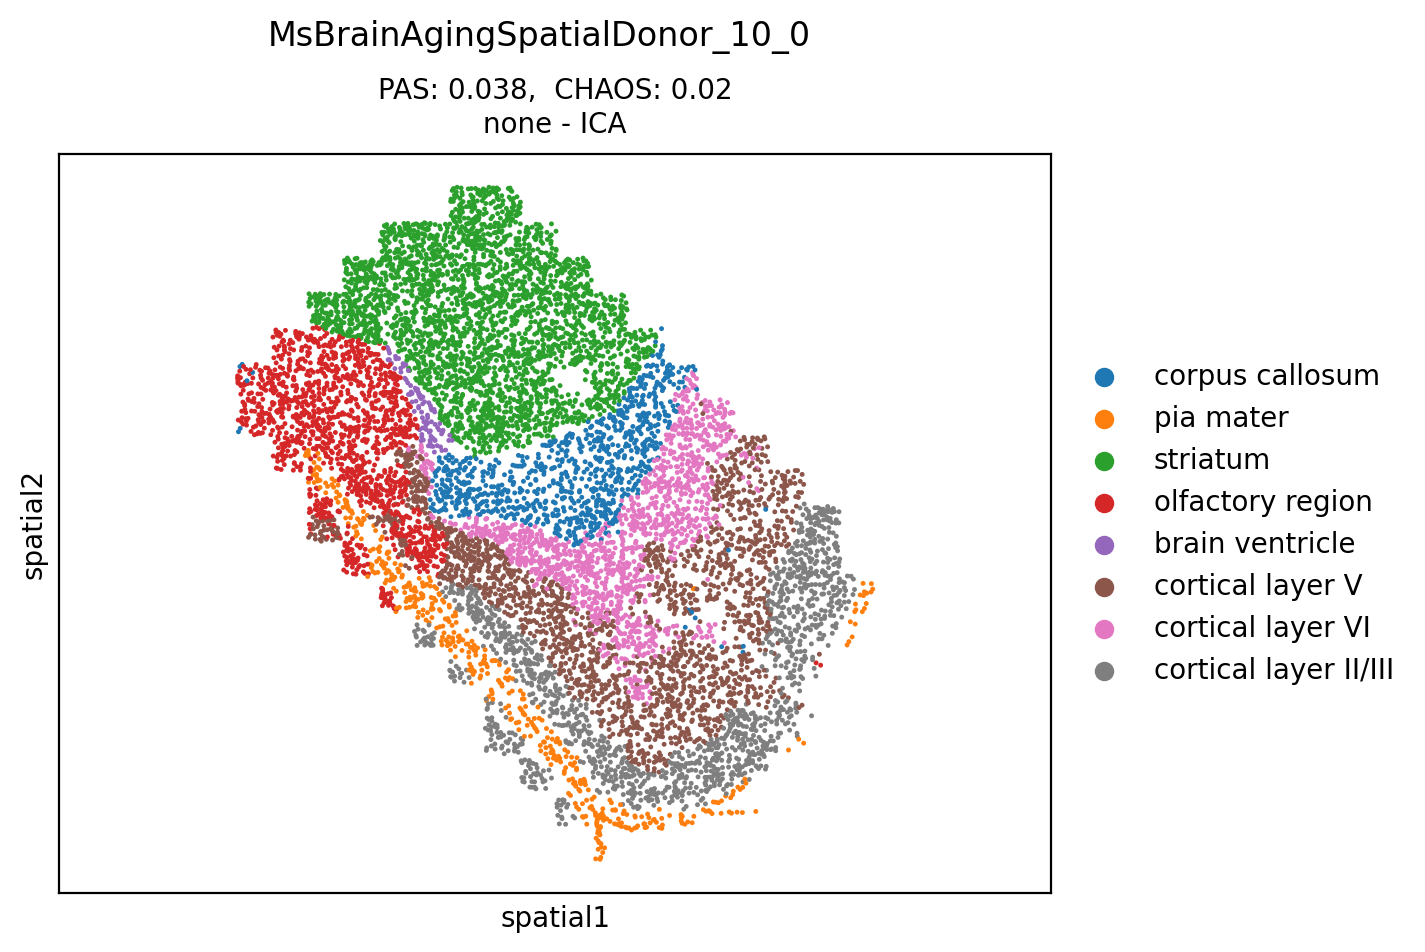 MsBrainAgingSpatialDonor_10_0
PAS: 0.038,  CHAOS: 0.02
none - ICA
spatial2
corpus callosum
pia mater
striatum
olfactory region
brain ventricle
cortical layer V
cortical layer VI
cortical layer II/III
spatial1